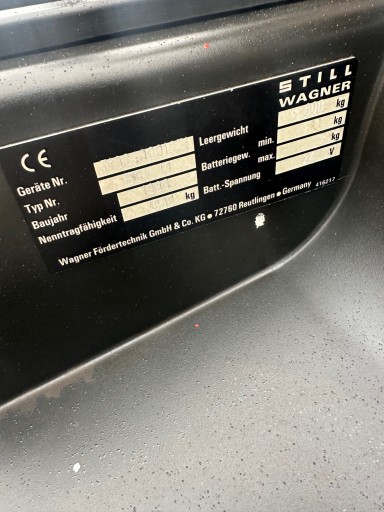 STILL
WAGNER
CE
Geräte Nr.
Leergewicht kg
Typ Nr.
Batteriegew. min. kg
Baujahr
max. kg
Nenntragfähigkeit kg
Batt.-Spannung V
Wagner Fördertechnik GmbH & Co. KG • 72760 Reutlingen • Germany
416212